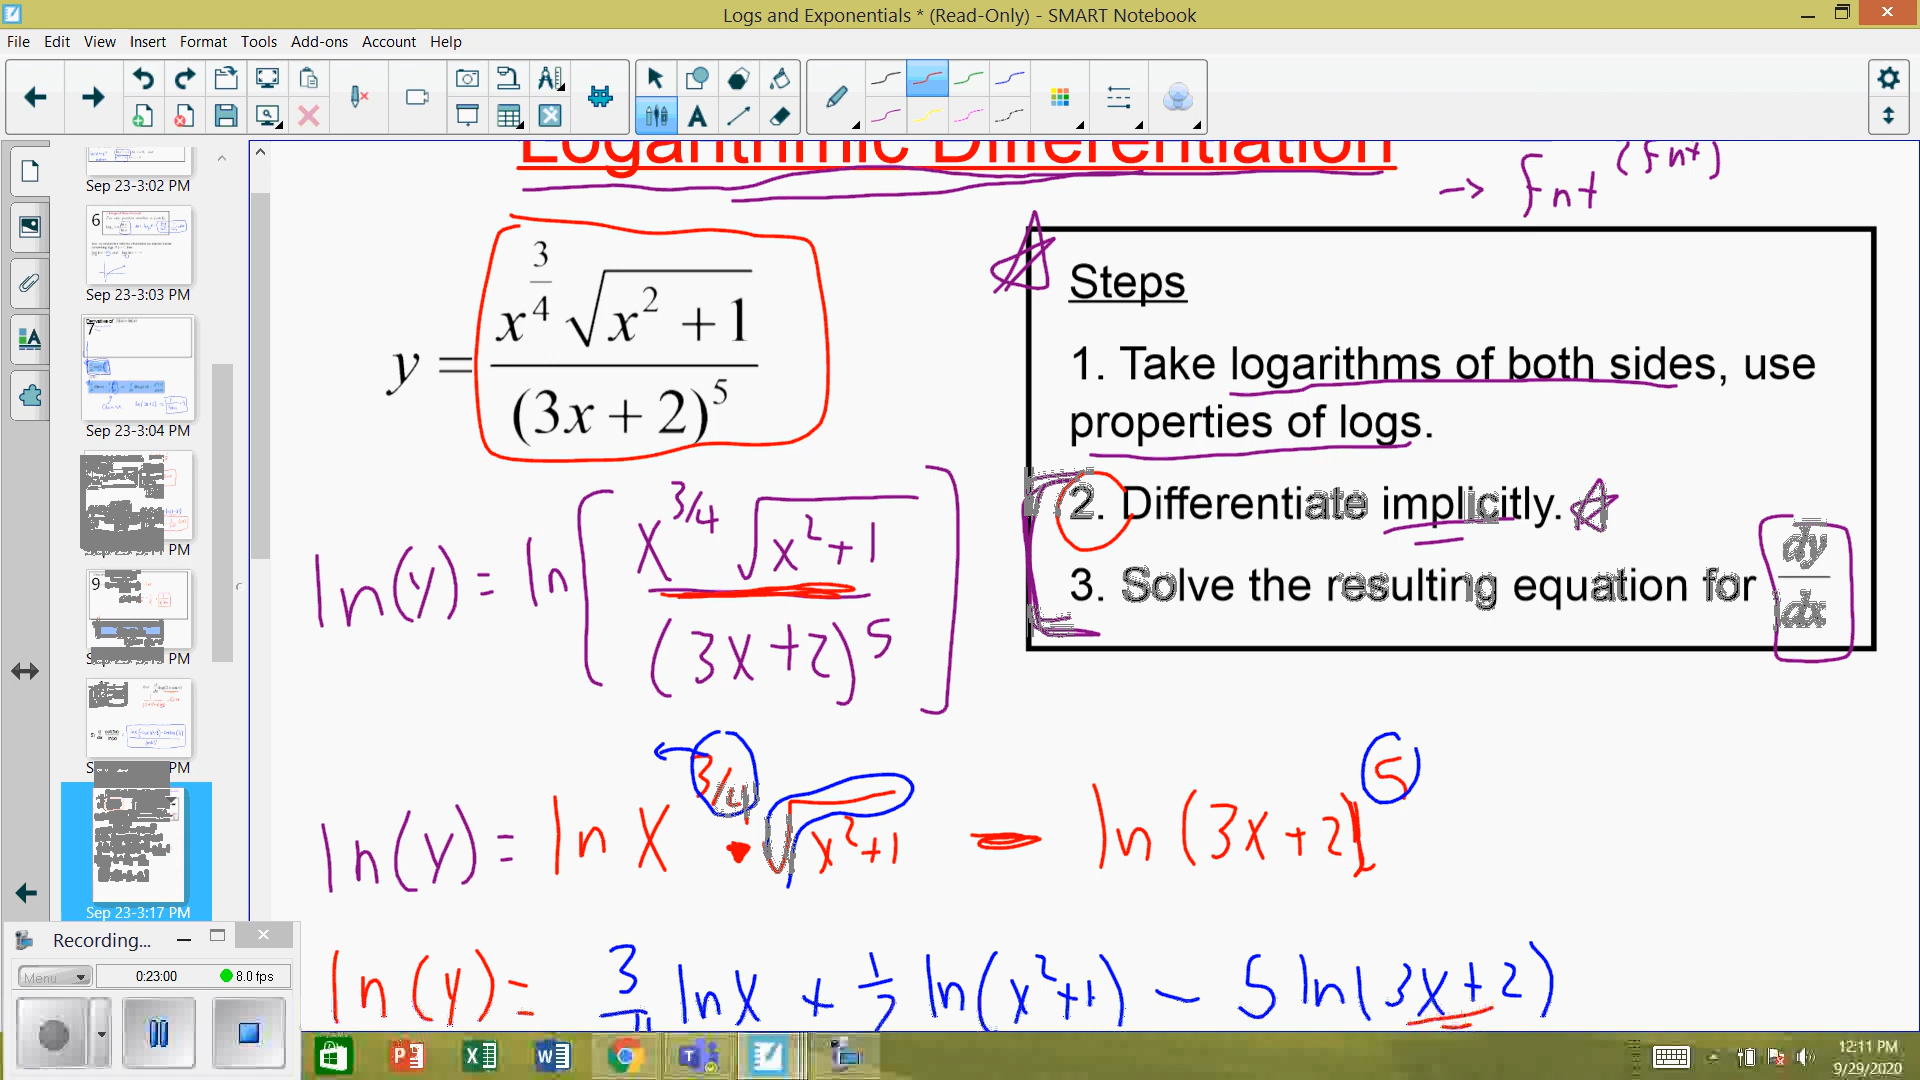 Logs and Exponentials * (Read-Only) - SMART Notebook
File Edit View Insert Format Tools Add-ons Account Help
Logarithmic Differentiation
→ fnt (fnt)
Sep 23-3:02 PM
6
Sep 23-3:03 PM
7
Sep 23-3:04 PM
9
Sep 23-3:17 PM
y = x^(3/4) √(x² + 1) / (3x + 2)^5
Steps
1. Take logarithms of both sides, use
properties of logs.
2. Differentiate implicitly.
3. Solve the resulting equation for dy/dx
ln(y) = ln [ x^(3/4) √(x²+1) / (3x+2)^5 ]
ln(y) = ln x^(3/4) · √(x²+1) - ln(3x+2)^5
ln(y) = 3/4 lnx + 1/2 ln(x²+1) - 5 ln(3x+2)
Recording...
Menu 0:23:00 8.0 fps
12:11 PM
9/29/2020